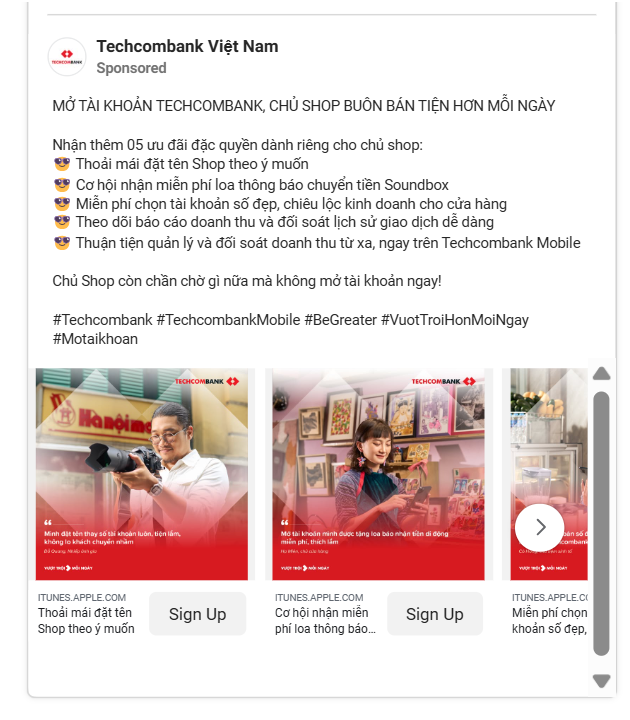 Techcombank Việt Nam
Sponsored
MỞ TÀI KHOẢN TECHCOMBANK, CHỦ SHOP BUÔN BÁN TIỆN HƠN MỖI NGÀY
Nhận thêm 05 ưu đãi đặc quyền dành riêng cho chủ shop:
😎 Thoải mái đặt tên Shop theo ý muốn
😎 Cơ hội nhận miễn phí loa thông báo chuyển tiền Soundbox
😎 Miễn phí chọn tài khoản số đẹp, chiêu lộc kinh doanh cho cửa hàng
😎 Theo dõi báo cáo doanh thu và đối soát lịch sử giao dịch dễ dàng
😎 Thuận tiện quản lý và đối soát doanh thu từ xa, ngay trên Techcombank Mobile
Chủ Shop còn chần chờ gì nữa mà không mở tài khoản ngay!
#Techcombank #TechcombankMobile #BeGreater #VuotTroiHonMoiNgay
#Motaikhoan
TECHCOMBANK
Hanoi
Mình đặt tên thay số tài khoản luôn, tiện lắm,
không lo khách chuyển nhầm
VƯỢT TRỘI MỖI NGÀY
ITUNES.APPLE.COM
Thoải mái đặt tên
Shop theo ý muốn
Sign Up
TECHCOMBANK
Mở tài khoản mình được tặng loa báo nhận tiền di động
miễn phí, thích lắm
VƯỢT TRỘI MỖI NGÀY
ITUNES.APPLE.COM
Cơ hội nhận miễn
phí loa thông báo...
Sign Up
VƯỢT TRỘI MỖI NGÀY
ITUNES.APPLE.CO
Miễn phí chọn
khoản số đẹp,